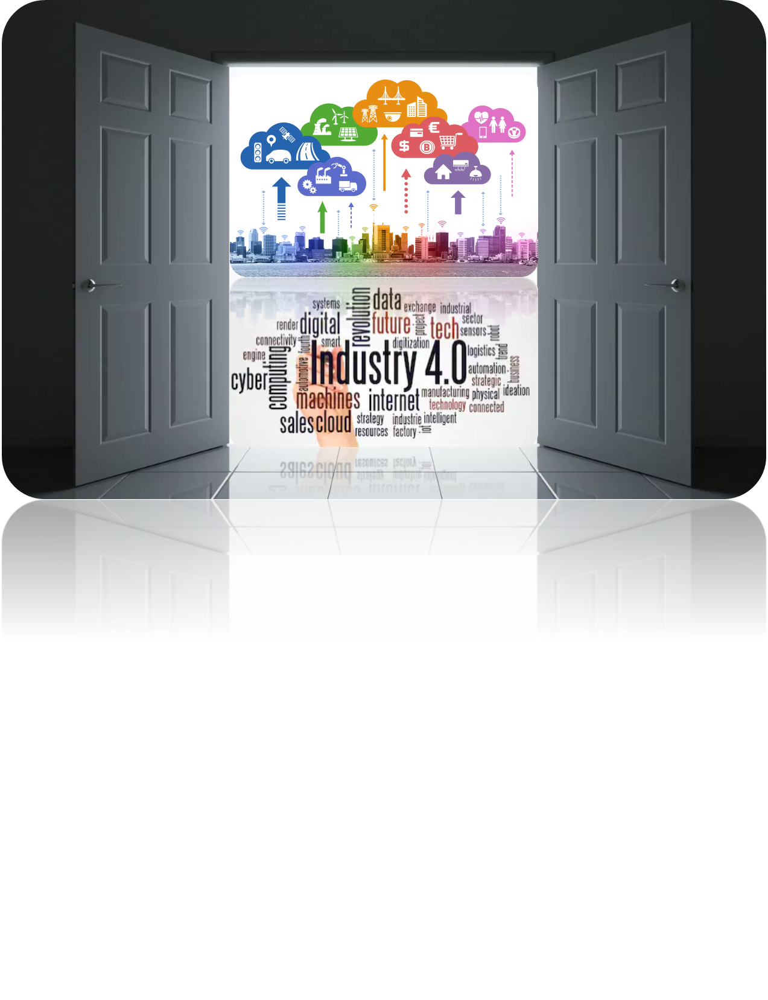 €
$
B
systems
revolution
data
exchange
industrial
render
digital
future
project
tech
sector
sensors
robot
connectivity
fouth
smart
digitization
logistics
trend
engine
computing
automotive
Industry 4.0
automation
business
cyber
strategic
machines
internet
manufacturing
physical
ideation
technology
connected
sales
cloud
strategy
industrie
intelligent
resources
factory
iot